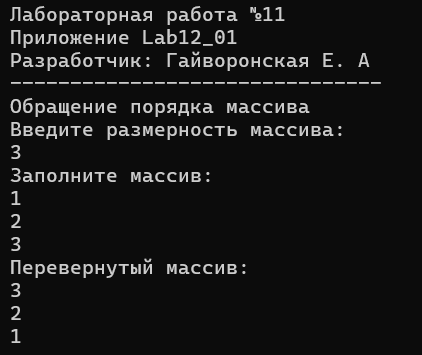 Лабораторная работа №11
Приложение Lab12_01
Разработчик: Гайворонская Е. А
-------------------------------
Обращение порядка массива
Введите размерность массива:
3
Заполните массив:
1
2
3
Перевернутый массив:
3
2
1